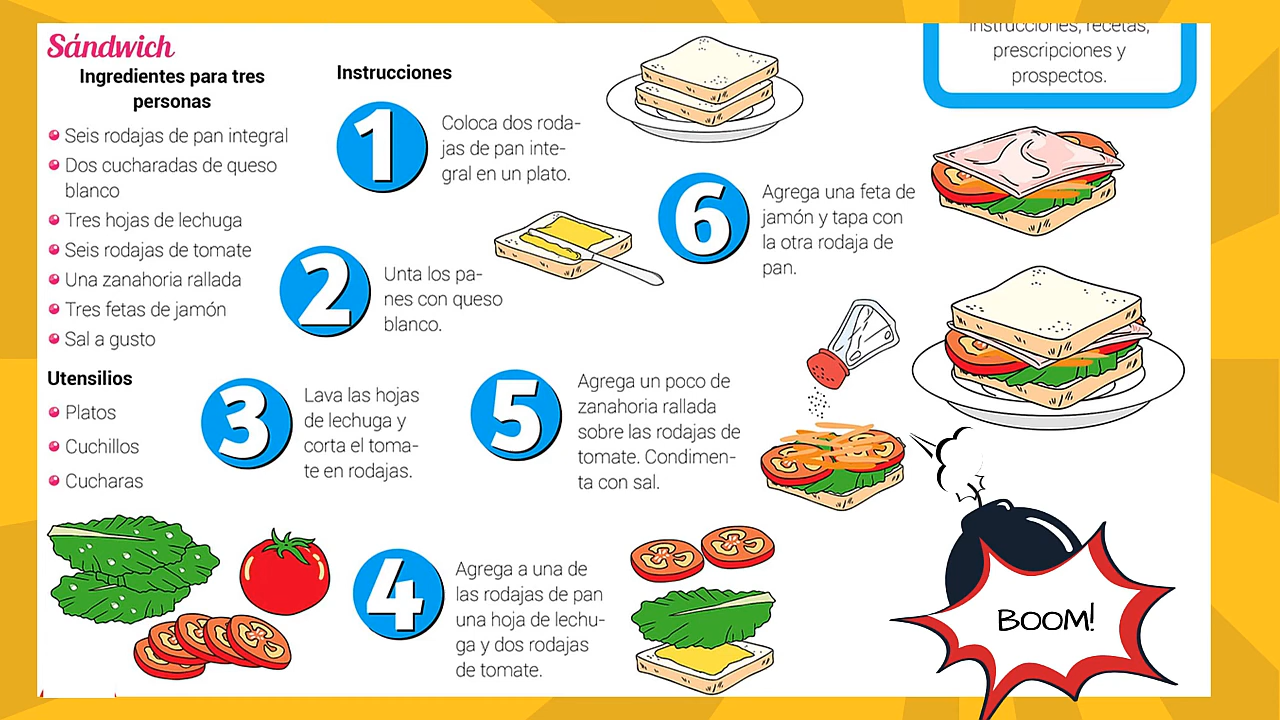 Sándwich
Ingredientes para tres
personas
Seis rodajas de pan integral
Dos cucharadas de queso
blanco
Tres hojas de lechuga
Seis rodajas de tomate
Una zanahoria rallada
Tres fetas de jamón
Sal a gusto
Utensilios
Platos
Cuchillos
Cucharas
Instrucciones
1
Coloca dos roda-
jas de pan inte-
gral en un plato.
2
Unta los pa-
nes con queso
blanco.
3
Lava las hojas
de lechuga y
corta el toma-
te en rodajas.
4
Agrega a una de
las rodajas de pan
una hoja de lechu-
ga y dos rodajas
de tomate.
5
Agrega un poco de
zanahoria rallada
sobre las rodajas de
tomate. Condimen-
ta con sal.
6
Agrega una feta de
jamón y tapa con
la otra rodaja de
pan.
instrucciones, recetas,
prescripciones y
prospectos.
BOOM!